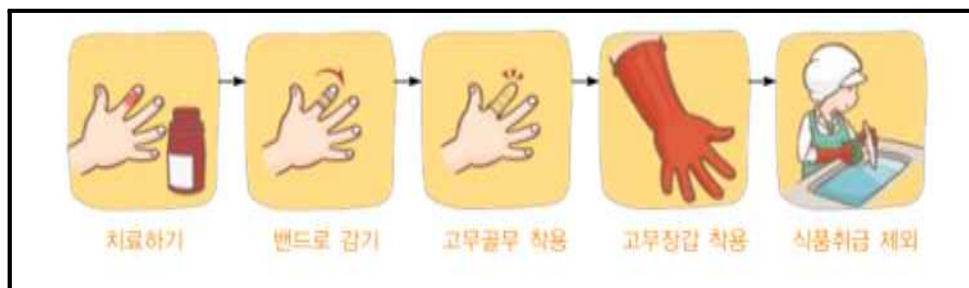 치료하기
밴드로 감기
고무골무 착용
고무장갑 착용
식품취급 제외